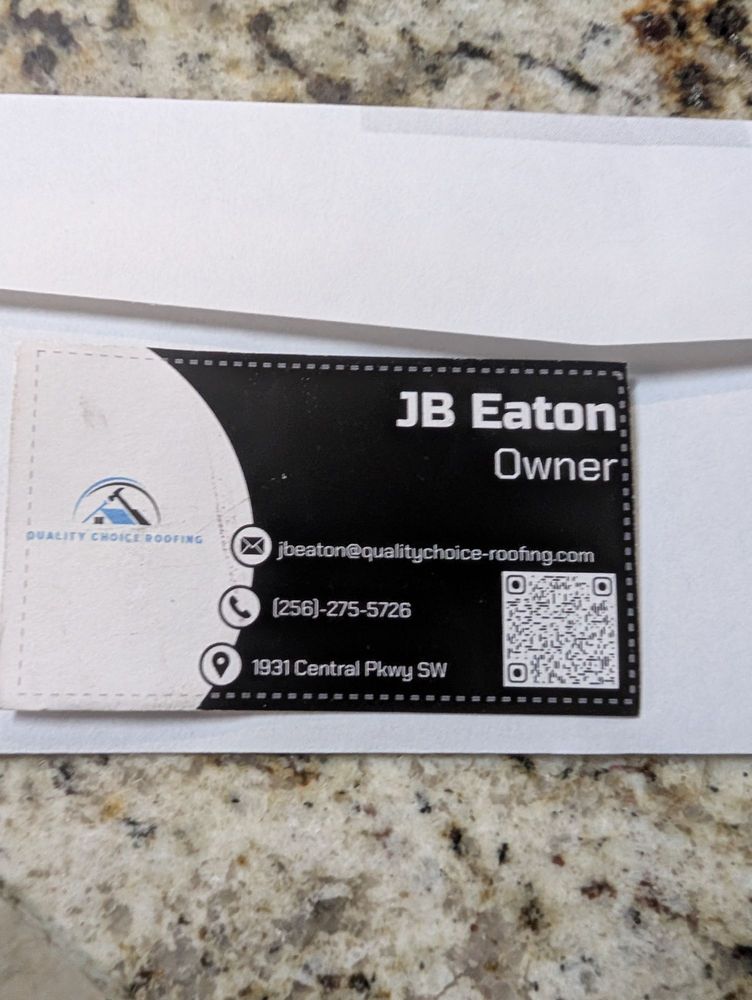 JB Eaton
Owner
QUALITY CHOICE ROOFING
jbeaton@qualitychoice-roofing.com
(256)-275-5726
1931 Central Pkwy SW